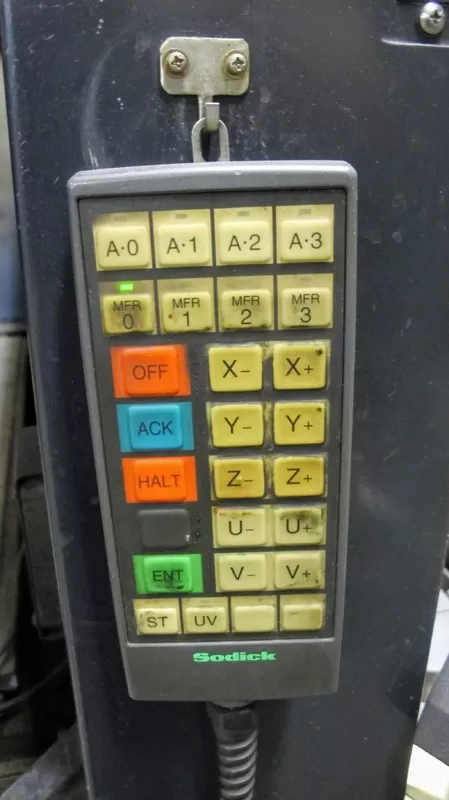 A·0 A·1 A·2 A·3
MFR 0 MFR 1 MFR 2 MFR 3
OFF X- X+
ACK Y- Y+
HALT Z- Z+
U- U+
ENT V- V+
ST UV
Sodick